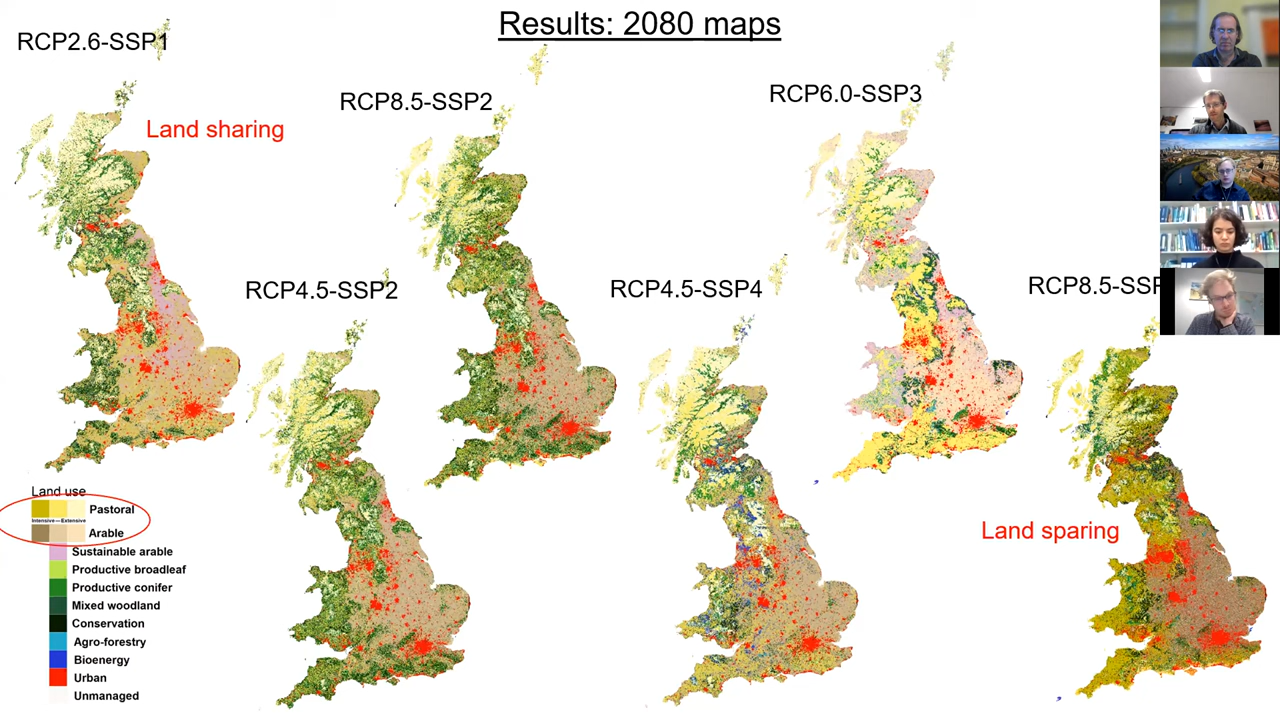 Results: 2080 maps
RCP2.6-SSP1
RCP8.5-SSP2
RCP6.0-SSP3
Land sharing
RCP4.5-SSP2
RCP4.5-SSP4
RCP8.5-SSP
Land sparing
Land use
Pastoral
Intensive—Extensive
Arable
Sustainable arable
Productive broadleaf
Productive conifer
Mixed woodland
Conservation
Agro-forestry
Bioenergy
Urban
Unmanaged